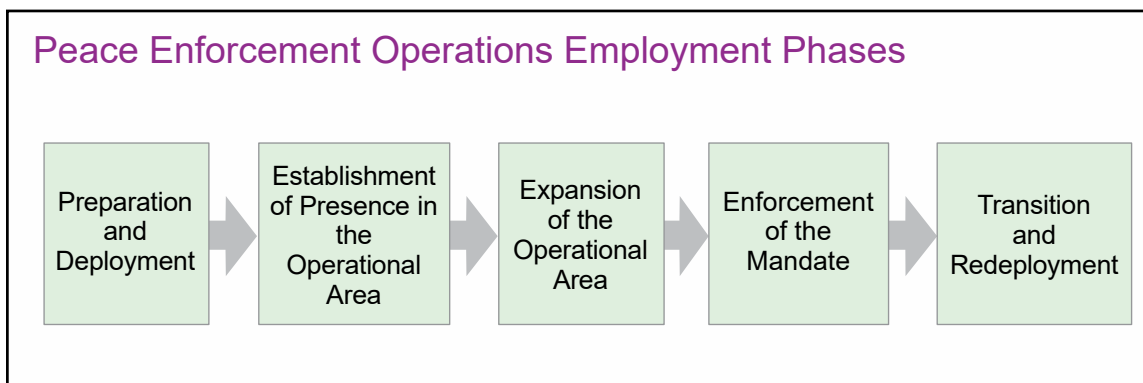 Peace Enforcement Operations Employment Phases
Preparation
and
Deployment
Establishment
of Presence in
the
Operational
Area
Expansion
of the
Operational
Area
Enforcement
of the
Mandate
Transition
and
Redeployment